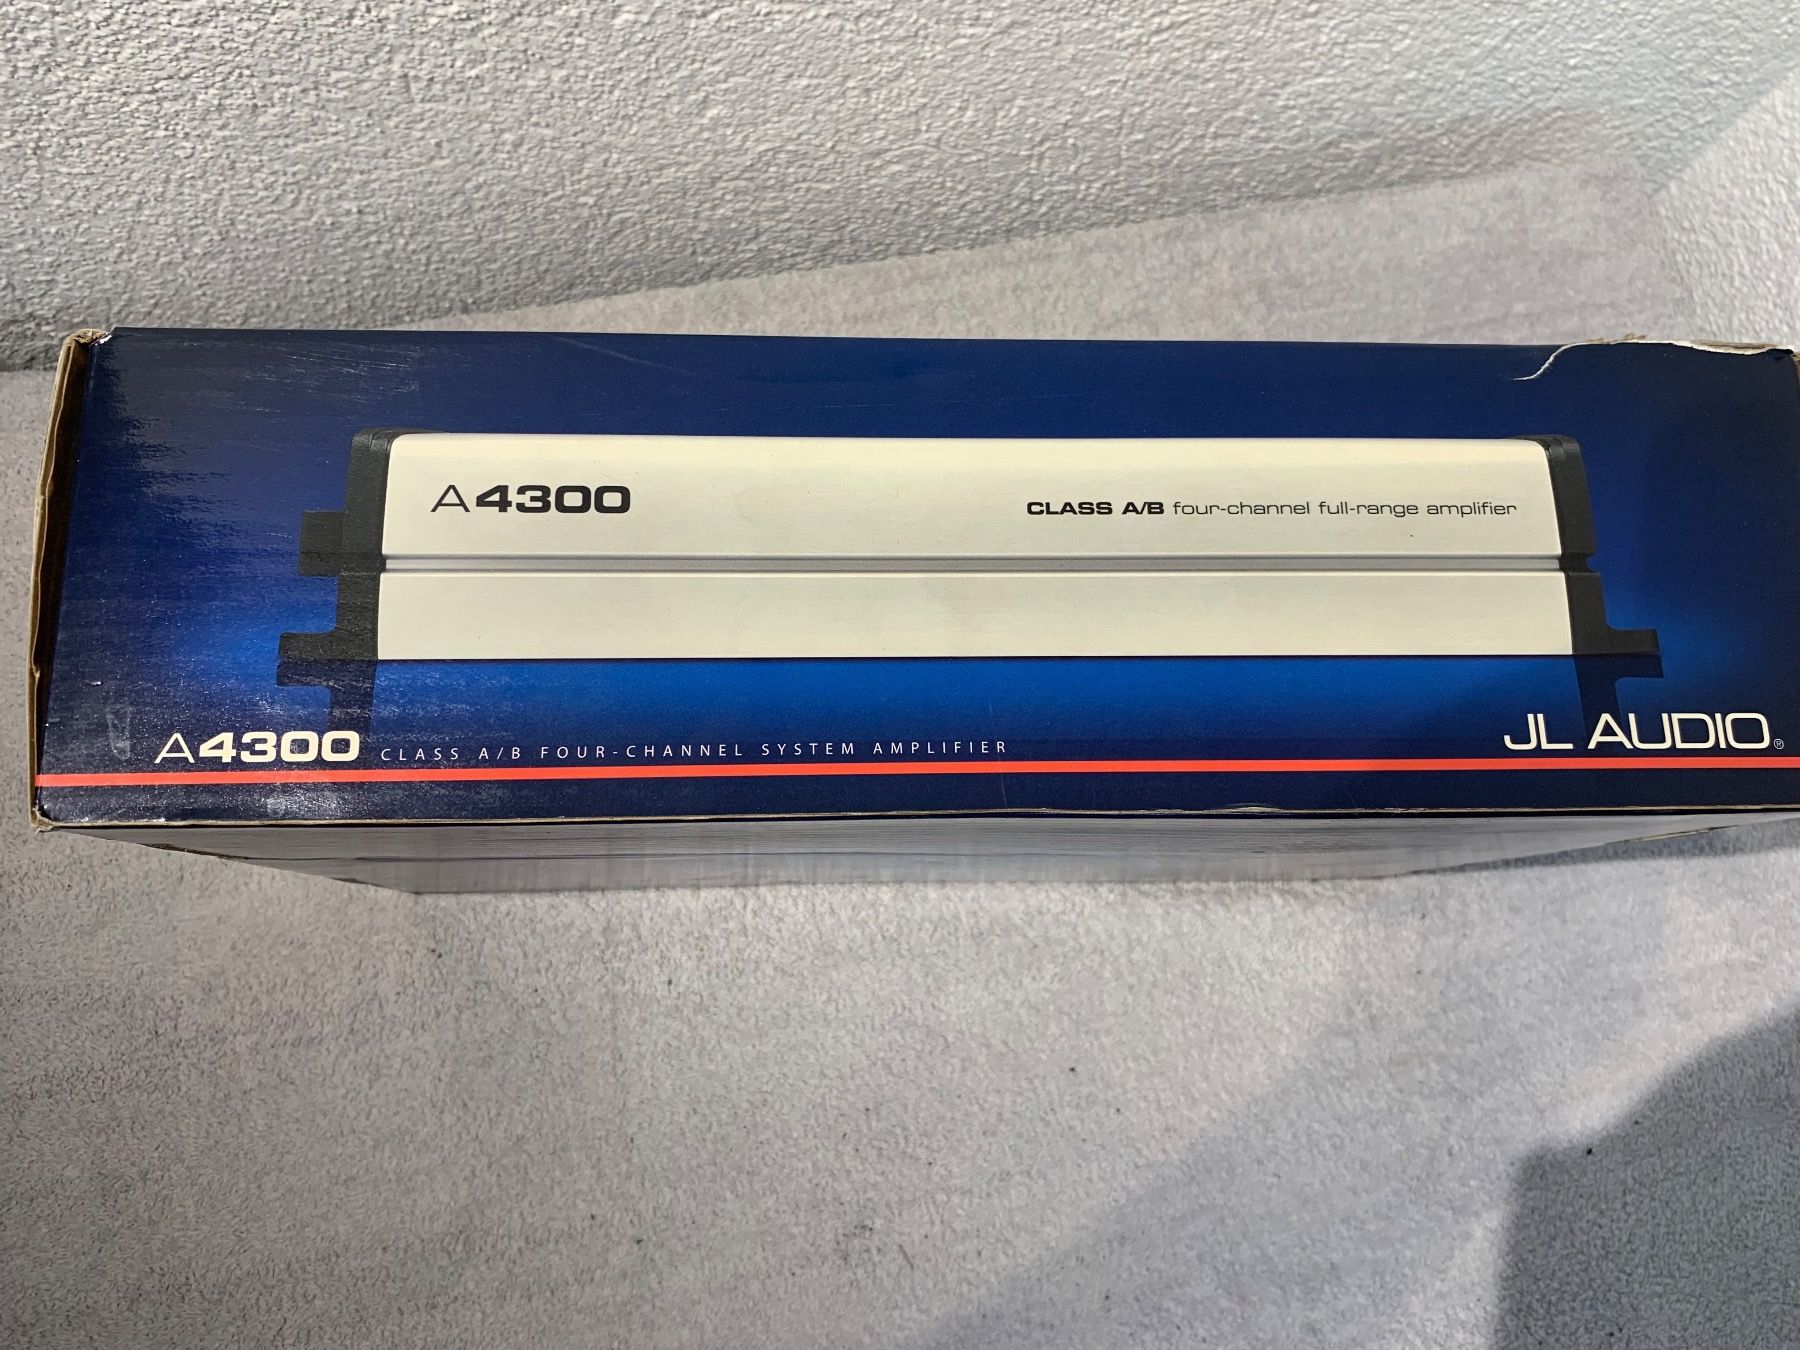 A4300
CLASS A/B four-channel full-range amplifier
A4300 CLASS A/B FOUR-CHANNEL SYSTEM AMPLIFIER
JL AUDIO®